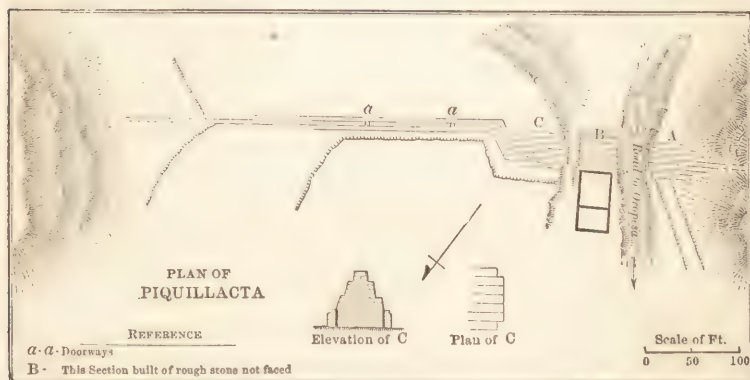 a a
C B A
Road to Oropesa
PLAN OF
PIQUILLACTA
REFERENCE
a - a - Doorways
B - This Section built of rough stone not faced
Elevation of C
Plan of C
Scale of Ft.
0 50 100